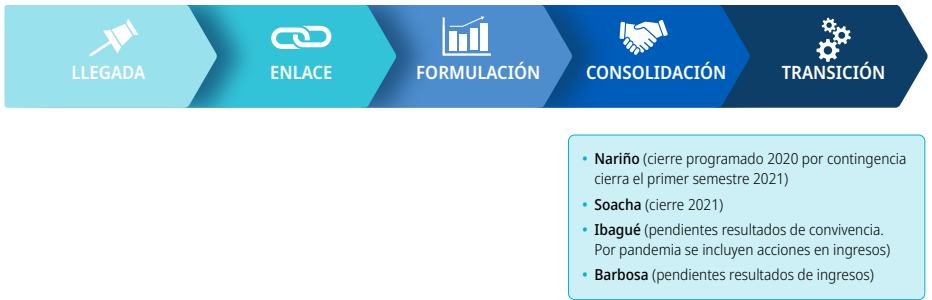 LLEGADA
ENLACE
FORMULACIÓN
CONSOLIDACIÓN
TRANSICIÓN
• Nariño (cierre programado 2020 por contingencia
cierra el primer semestre 2021)
• Soacha (cierre 2021)
• Ibagué (pendientes resultados de convivencia.
Por pandemia se incluyen acciones en ingresos)
• Barbosa (pendientes resultados de ingresos)